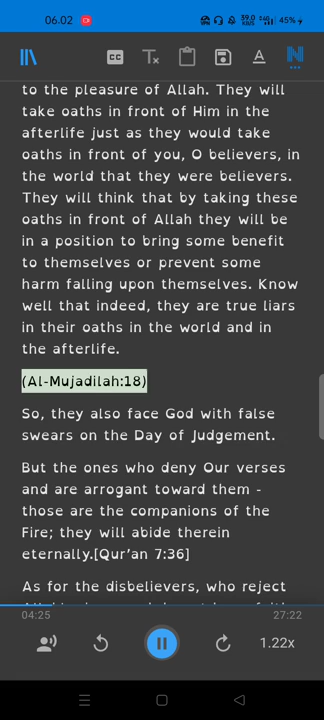 06.02
39.0 KB/S
45%
CC
to the pleasure of Allah. They will
take oaths in front of Him in the
afterlife just as they would take
oaths in front of you, O believers, in
the world that they were believers.
They will think that by taking these
oaths in front of Allah they will be
in a position to bring some benefit
to themselves or prevent some
harm falling upon themselves. Know
well that indeed, they are true liars
in their oaths in the world and in
the afterlife.
(Al-Mujadilah:18)
So, they also face God with false
swears on the Day of Judgement.
But the ones who deny Our verses
and are arrogant toward them -
those are the companions of the
Fire; they will abide therein
eternally.[Qur’an 7:36]
As for the disbelievers, who reject
04:25
27:22
1.22x